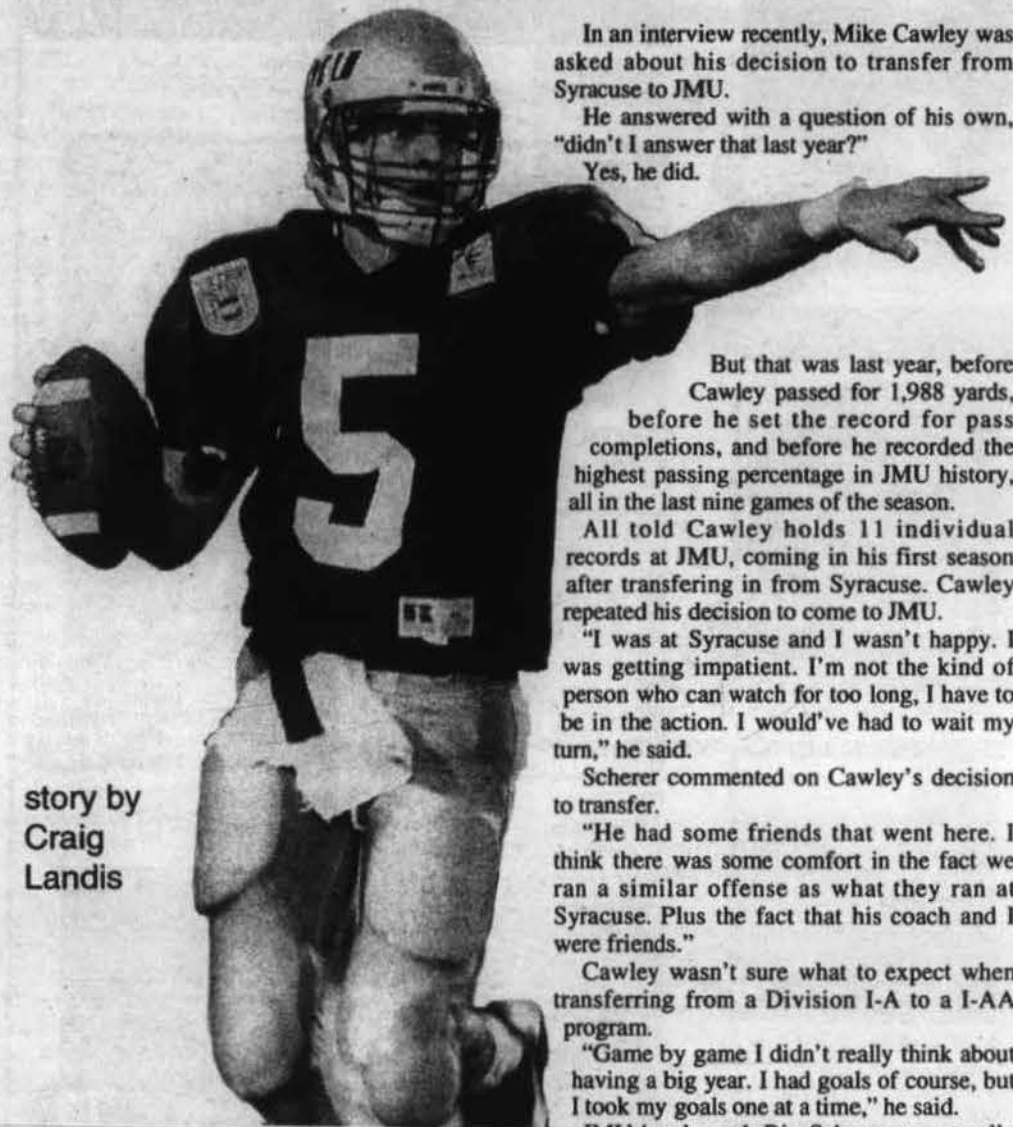 In an interview recently, Mike Cawley was
asked about his decision to transfer from
Syracuse to JMU.
He answered with a question of his own,
"didn't I answer that last year?"
Yes, he did.
5
But that was last year, before
Cawley passed for 1,988 yards,
before he set the record for pass
completions, and before he recorded the
highest passing percentage in JMU history,
all in the last nine games of the season.
All told Cawley holds 11 individual
records at JMU, coming in his first season
after transfering in from Syracuse. Cawley
repeated his decision to come to JMU.
"I was at Syracuse and I wasn't happy. I
was getting impatient. I'm not the kind of
person who can watch for too long, I have to
be in the action. I would've had to wait my
turn," he said.
Scherer commented on Cawley's decision
to transfer.
"He had some friends that went here. I
think there was some comfort in the fact we
ran a similar offense as what they ran at
Syracuse. Plus the fact that his coach and I
were friends."
Cawley wasn't sure what to expect when
transferring from a Division I-A to a I-AA
program.
"Game by game I didn't really think about
having a big year. I had goals of course, but
I took my goals one at a time," he said.
story by
Craig
Landis